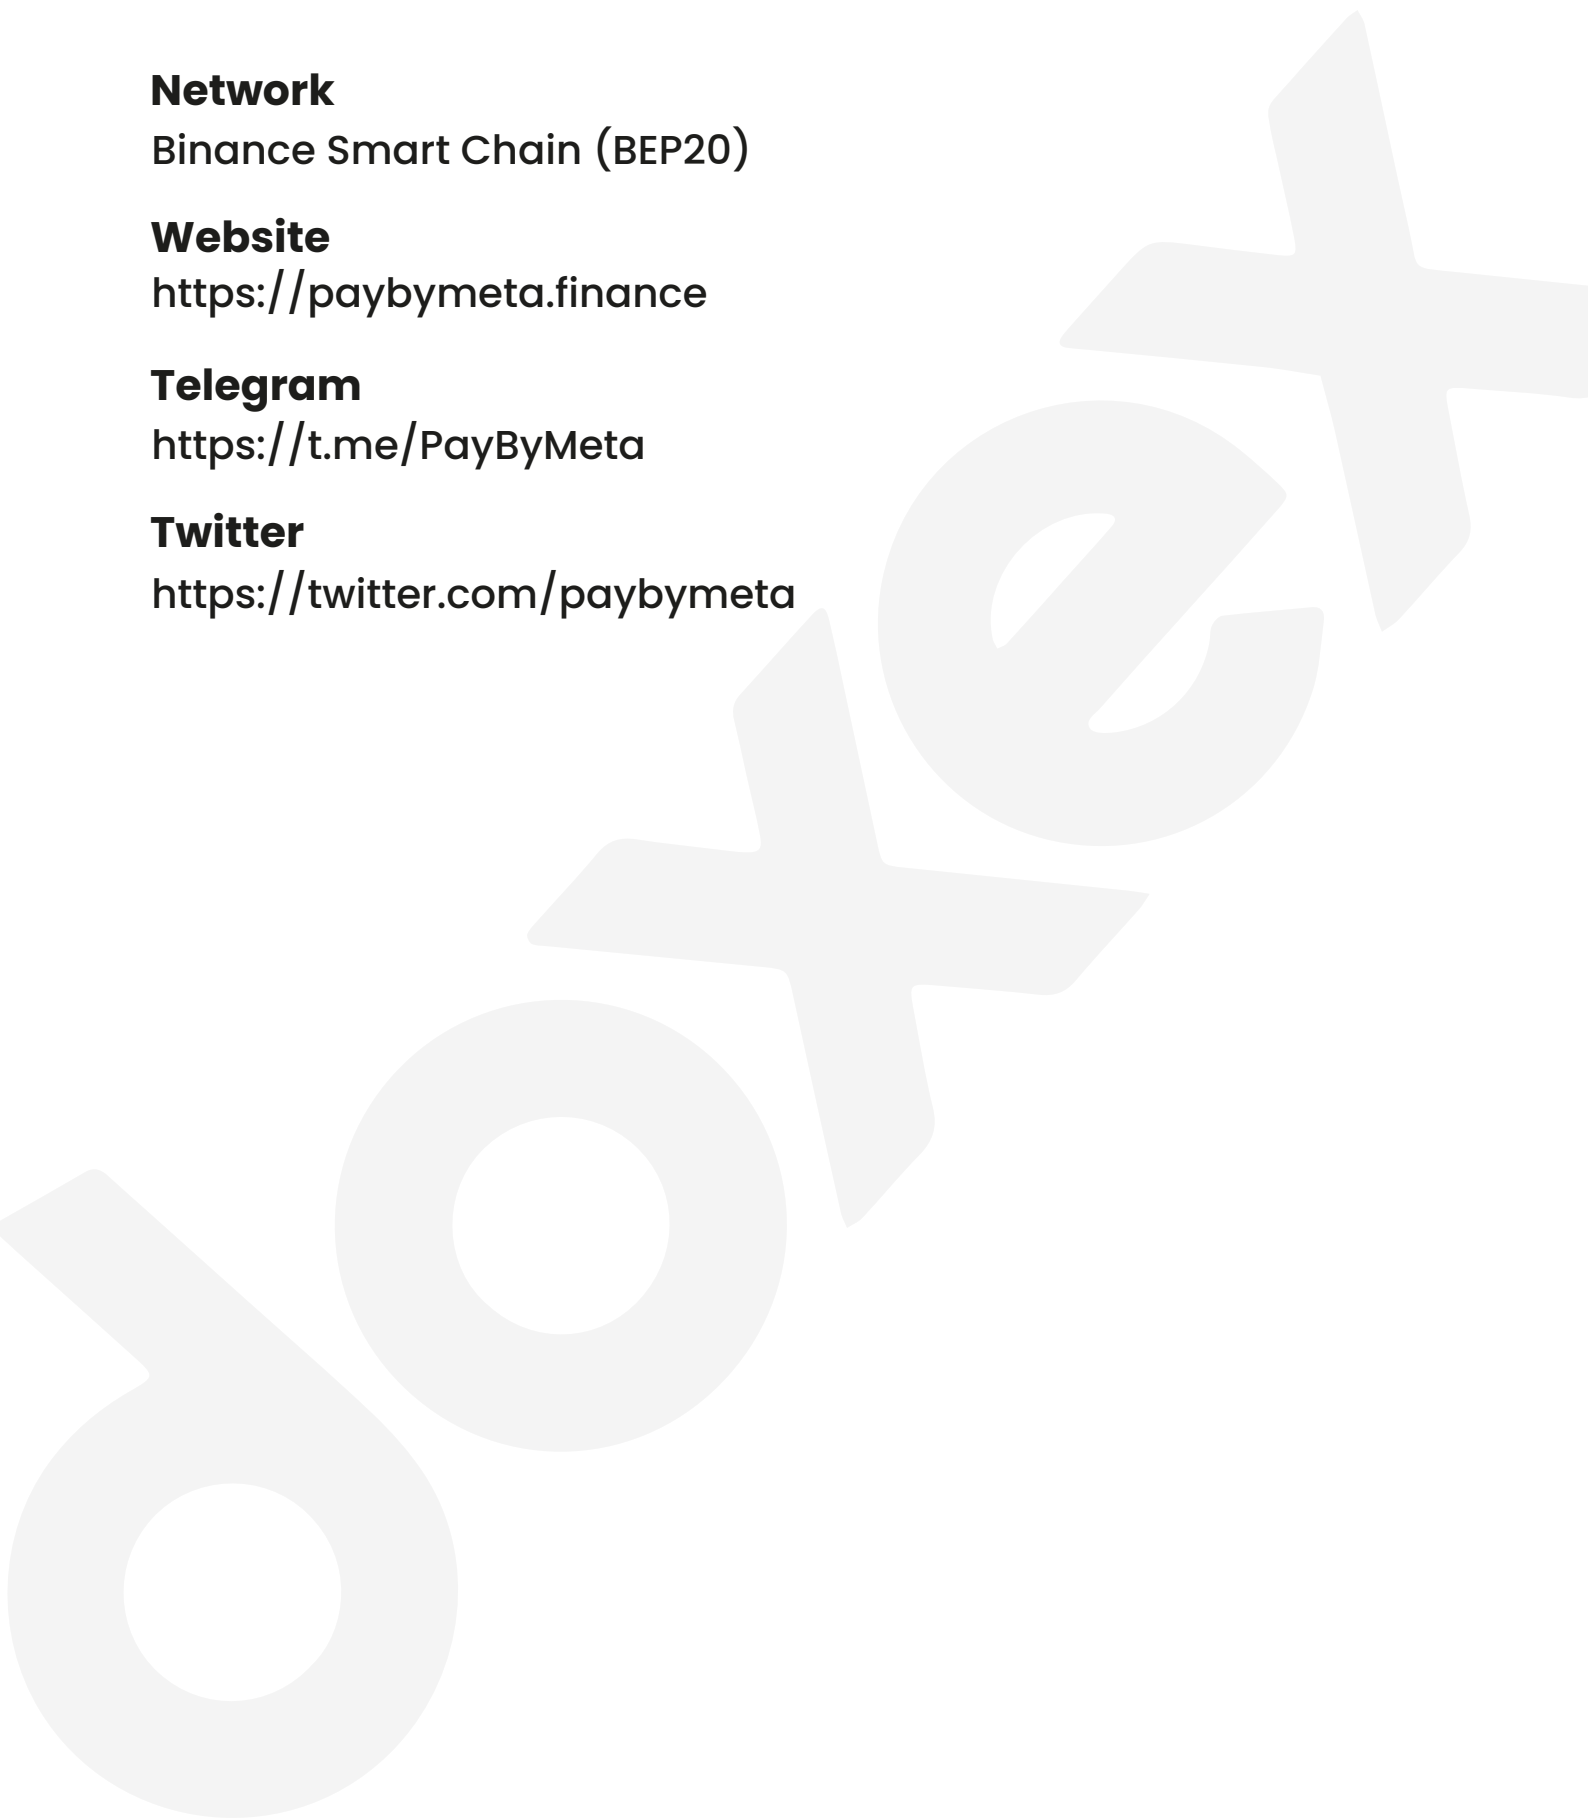 Network
Binance Smart Chain (BEP20)
Website
https://paybymeta.finance
Telegram
https://t.me/PayByMeta
Twitter
https://twitter.com/paybymeta
doxex